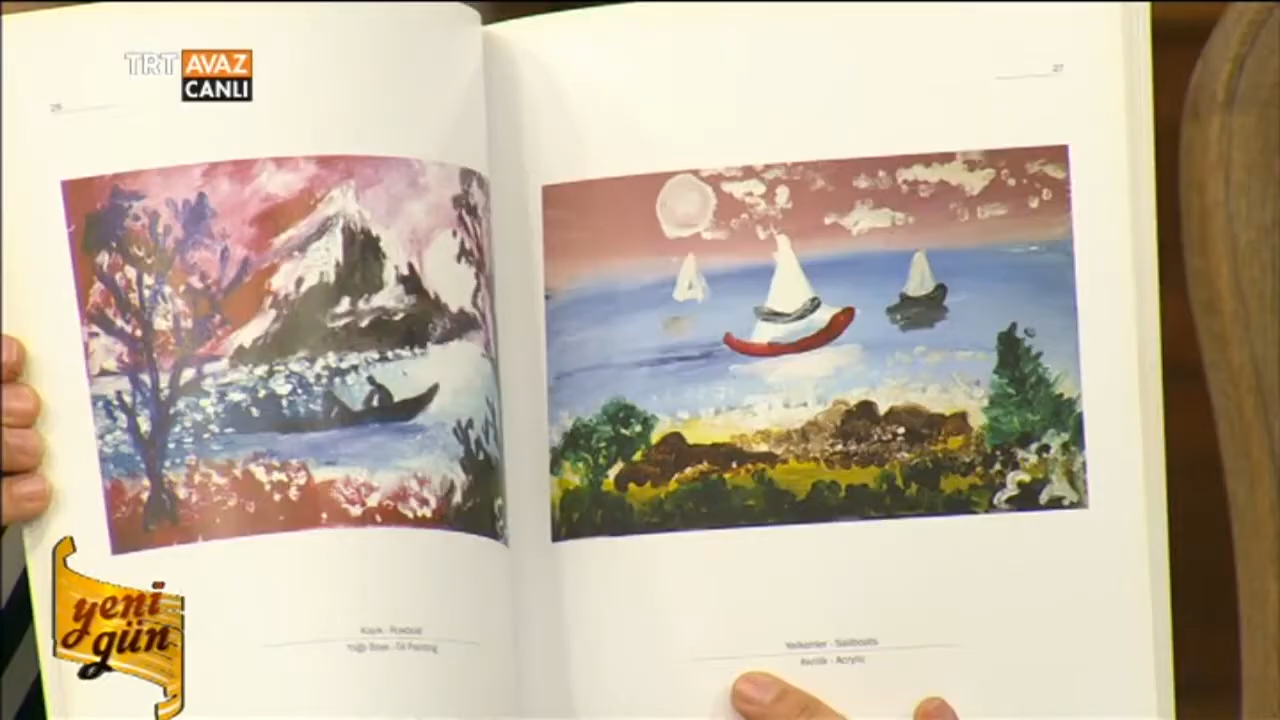 TRT AVAZ
CANLI
26
27
Kayık - Rowboat
Yağlı Boya - Oil Painting
Yelkenler - Sailboats
Akrilik - Acrylic
yeni
gün